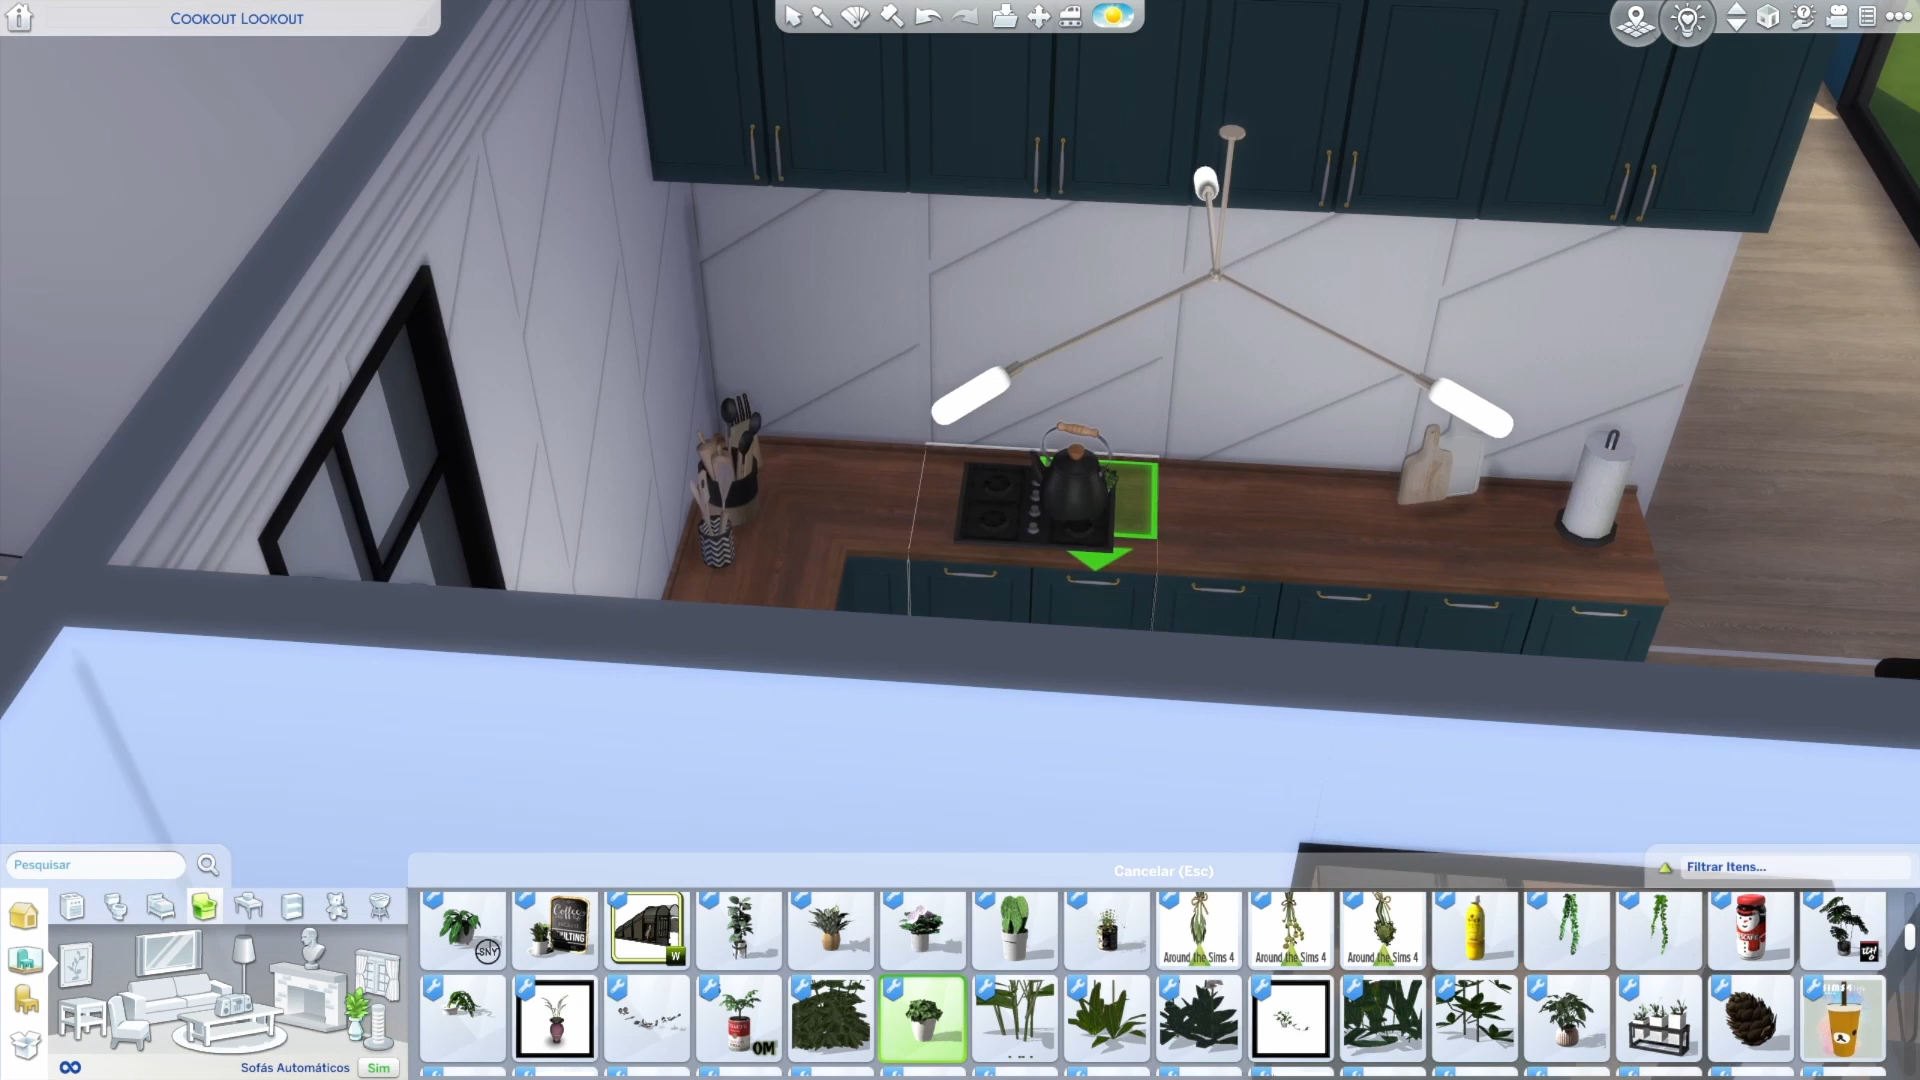 Cookout Lookout
Pesquisar
Cancelar (Esc)
Filtrar Itens...
SNY
Coffee
W
Around the Sims 4
Around the Sims 4
Around the Sims 4
OM
Sofás Automáticos
Sim